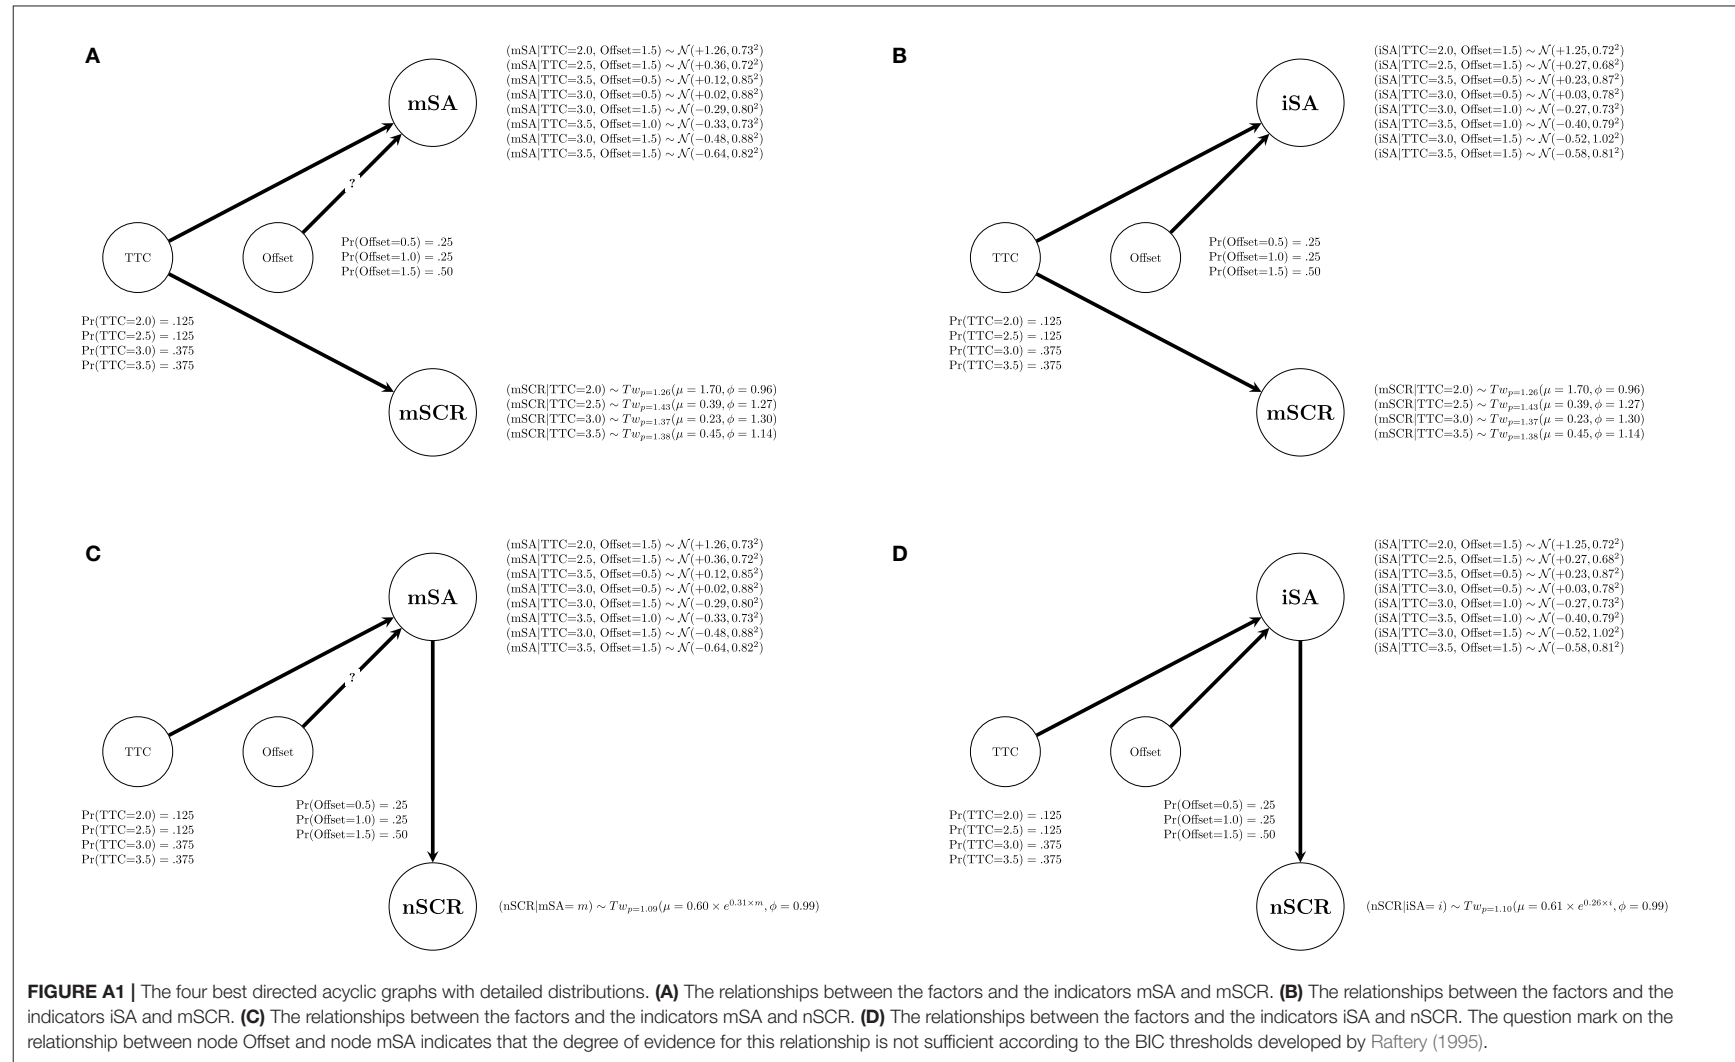 A
mSA
(mSA|TTC=2.0, Offset=1.5) ∼ 𝒩(+1.26, 0.73²)
(mSA|TTC=2.5, Offset=1.5) ∼ 𝒩(+0.36, 0.72²)
(mSA|TTC=3.5, Offset=0.5) ∼ 𝒩(+0.12, 0.85²)
(mSA|TTC=3.0, Offset=0.5) ∼ 𝒩(+0.02, 0.88²)
(mSA|TTC=3.0, Offset=1.5) ∼ 𝒩(−0.29, 0.80²)
(mSA|TTC=3.5, Offset=1.0) ∼ 𝒩(−0.33, 0.73²)
(mSA|TTC=3.0, Offset=1.5) ∼ 𝒩(−0.48, 0.88²)
(mSA|TTC=3.5, Offset=1.5) ∼ 𝒩(−0.64, 0.82²)
?
TTC
Offset
Pr(Offset=0.5) = .25
Pr(Offset=1.0) = .25
Pr(Offset=1.5) = .50
Pr(TTC=2.0) = .125
Pr(TTC=2.5) = .125
Pr(TTC=3.0) = .375
Pr(TTC=3.5) = .375
mSCR
(mSCR|TTC=2.0) ∼ Tw_{p=1.26}(μ = 1.70, ϕ = 0.96)
(mSCR|TTC=2.5) ∼ Tw_{p=1.43}(μ = 0.39, ϕ = 1.27)
(mSCR|TTC=3.0) ∼ Tw_{p=1.37}(μ = 0.23, ϕ = 1.30)
(mSCR|TTC=3.5) ∼ Tw_{p=1.38}(μ = 0.45, ϕ = 1.14)
B
iSA
(iSA|TTC=2.0, Offset=1.5) ∼ 𝒩(+1.25, 0.72²)
(iSA|TTC=2.5, Offset=1.5) ∼ 𝒩(+0.27, 0.68²)
(iSA|TTC=3.5, Offset=0.5) ∼ 𝒩(+0.23, 0.87²)
(iSA|TTC=3.0, Offset=0.5) ∼ 𝒩(+0.03, 0.78²)
(iSA|TTC=3.0, Offset=1.0) ∼ 𝒩(−0.27, 0.73²)
(iSA|TTC=3.5, Offset=1.0) ∼ 𝒩(−0.40, 0.79²)
(iSA|TTC=3.0, Offset=1.5) ∼ 𝒩(−0.52, 1.02²)
(iSA|TTC=3.5, Offset=1.5) ∼ 𝒩(−0.58, 0.81²)
TTC
Offset
Pr(Offset=0.5) = .25
Pr(Offset=1.0) = .25
Pr(Offset=1.5) = .50
Pr(TTC=2.0) = .125
Pr(TTC=2.5) = .125
Pr(TTC=3.0) = .375
Pr(TTC=3.5) = .375
mSCR
(mSCR|TTC=2.0) ∼ Tw_{p=1.26}(μ = 1.70, ϕ = 0.96)
(mSCR|TTC=2.5) ∼ Tw_{p=1.43}(μ = 0.39, ϕ = 1.27)
(mSCR|TTC=3.0) ∼ Tw_{p=1.37}(μ = 0.23, ϕ = 1.30)
(mSCR|TTC=3.5) ∼ Tw_{p=1.38}(μ = 0.45, ϕ = 1.14)
C
mSA
(mSA|TTC=2.0, Offset=1.5) ∼ 𝒩(+1.26, 0.73²)
(mSA|TTC=2.5, Offset=1.5) ∼ 𝒩(+0.36, 0.72²)
(mSA|TTC=3.5, Offset=0.5) ∼ 𝒩(+0.12, 0.85²)
(mSA|TTC=3.0, Offset=0.5) ∼ 𝒩(+0.02, 0.88²)
(mSA|TTC=3.0, Offset=1.5) ∼ 𝒩(−0.29, 0.80²)
(mSA|TTC=3.5, Offset=1.0) ∼ 𝒩(−0.33, 0.73²)
(mSA|TTC=3.0, Offset=1.5) ∼ 𝒩(−0.48, 0.88²)
(mSA|TTC=3.5, Offset=1.5) ∼ 𝒩(−0.64, 0.82²)
?
TTC
Offset
Pr(Offset=0.5) = .25
Pr(Offset=1.0) = .25
Pr(Offset=1.5) = .50
Pr(TTC=2.0) = .125
Pr(TTC=2.5) = .125
Pr(TTC=3.0) = .375
Pr(TTC=3.5) = .375
nSCR
(nSCR|mSA= m) ∼ Tw_{p=1.09}(μ = 0.60 × e^{0.31×m}, ϕ = 0.99)
D
iSA
(iSA|TTC=2.0, Offset=1.5) ∼ 𝒩(+1.25, 0.72²)
(iSA|TTC=2.5, Offset=1.5) ∼ 𝒩(+0.27, 0.68²)
(iSA|TTC=3.5, Offset=0.5) ∼ 𝒩(+0.23, 0.87²)
(iSA|TTC=3.0, Offset=0.5) ∼ 𝒩(+0.03, 0.78²)
(iSA|TTC=3.0, Offset=1.0) ∼ 𝒩(−0.27, 0.73²)
(iSA|TTC=3.5, Offset=1.0) ∼ 𝒩(−0.40, 0.79²)
(iSA|TTC=3.0, Offset=1.5) ∼ 𝒩(−0.52, 1.02²)
(iSA|TTC=3.5, Offset=1.5) ∼ 𝒩(−0.58, 0.81²)
TTC
Offset
Pr(Offset=0.5) = .25
Pr(Offset=1.0) = .25
Pr(Offset=1.5) = .50
Pr(TTC=2.0) = .125
Pr(TTC=2.5) = .125
Pr(TTC=3.0) = .375
Pr(TTC=3.5) = .375
nSCR
(nSCR|iSA= i) ∼ Tw_{p=1.10}(μ = 0.61 × e^{0.26×i}, ϕ = 0.99)
FIGURE A1 | The four best directed acyclic graphs with detailed distributions. (A) The relationships between the factors and the indicators mSA and mSCR. (B) The relationships between the factors and the
indicators iSA and mSCR. (C) The relationships between the factors and the indicators mSA and nSCR. (D) The relationships between the factors and the indicators iSA and nSCR. The question mark on the
relationship between node Offset and node mSA indicates that the degree of evidence for this relationship is not sufficient according to the BIC thresholds developed by Raftery (1995).